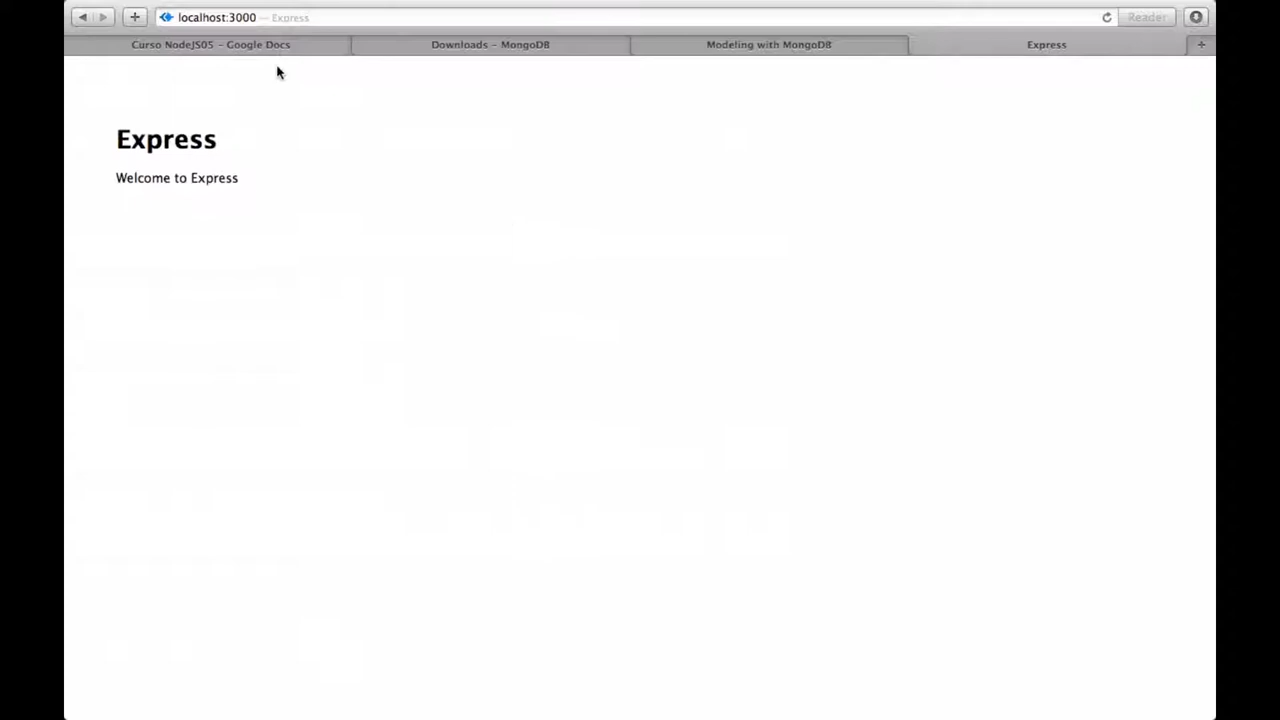 localhost:3000 — Express
Reader
Curso NodeJS05 – Google Docs
Downloads – MongoDB
Modeling with MongoDB
Express
Express
Welcome to Express